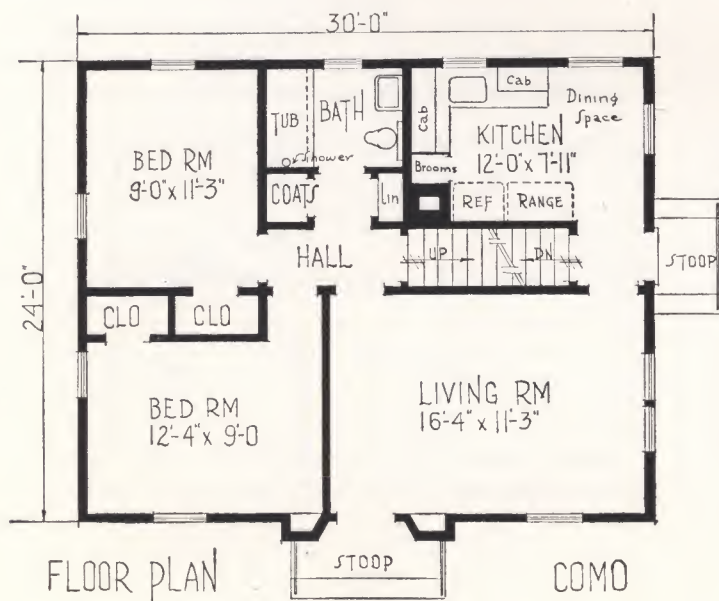 30'-0"
24'-0"
BED RM
9'-0" x 11'-3"
TUB
BATH
Shower
COATS
Lin
Cab
Cab
Dining
Space
KITCHEN
12'-0" x 7'-11"
Brooms
REF
RANGE
HALL
UP
DN
STOOP
CLO
CLO
BED RM
12'-4" x 9'-0
LIVING RM
16'-4" x 11'-3"
STOOP
FLOOR PLAN
COMO